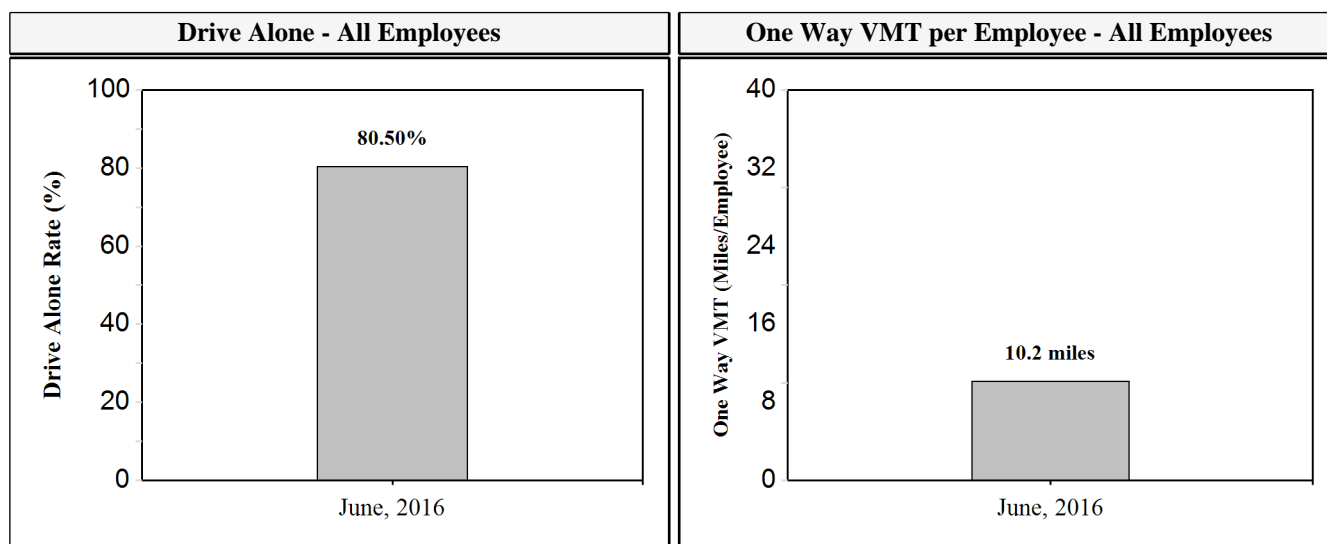 Drive Alone - All Employees
100
80
60
40
20
0
Drive Alone Rate (%)
80.50%
June, 2016
One Way VMT per Employee - All Employees
40
32
24
16
8
0
One Way VMT (Miles/Employee)
10.2 miles
June, 2016